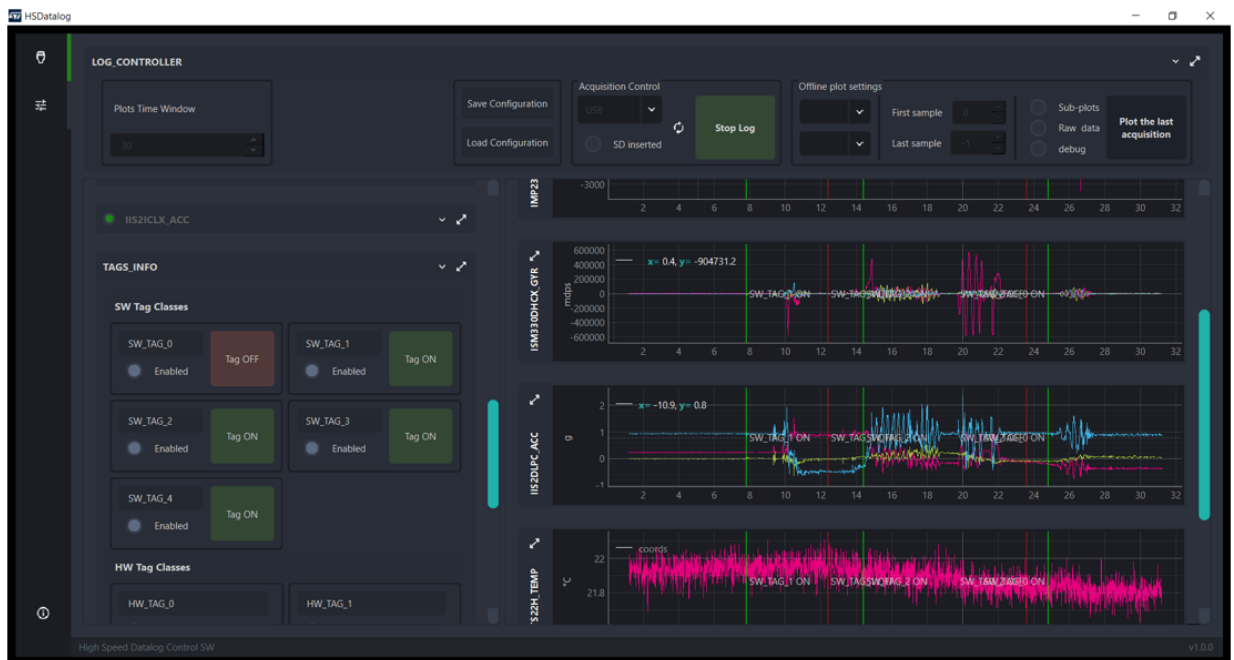 HSDatalog
LOG_CONTROLLER
Plots Time Window
30
Save Configuration
Load Configuration
Acquisition Control
USB
SD inserted
Stop Log
Offline plot settings
First sample
0
Last sample
-1
Sub-plots
Raw data
debug
Plot the last
acquisition
IIS2ICLX_ACC
TAGS_INFO
SW Tag Classes
SW_TAG_0
Enabled
Tag OFF
SW_TAG_1
Enabled
Tag ON
SW_TAG_2
Enabled
Tag ON
SW_TAG_3
Enabled
Tag ON
SW_TAG_4
Enabled
Tag ON
HW Tag Classes
HW_TAG_0
HW_TAG_1
IMP23
-3000
2 4 6 8 10 12 14 16 18 20 22 24 26 28 30 32
ISM330DHCX_GYR
mdps
600000
400000
200000
0
-200000
-400000
-600000
x= 0.4, y= -904731.2
SW_TAG_1 ON
2 4 6 8 10 12 14 16 18 20 22 24 26 28 30 32
IIS2DLPC_ACC
g
2
1
0
-1
x= -10.9, y= 0.8
SW_TAG_1 ON
2 4 6 8 10 12 14 16 18 20 22 24 26 28 30 32
TS22H_TEMP
°C
22
21.8
coords
SW_TAG_1 ON
High Speed Datalog Control SW
v1.0.0